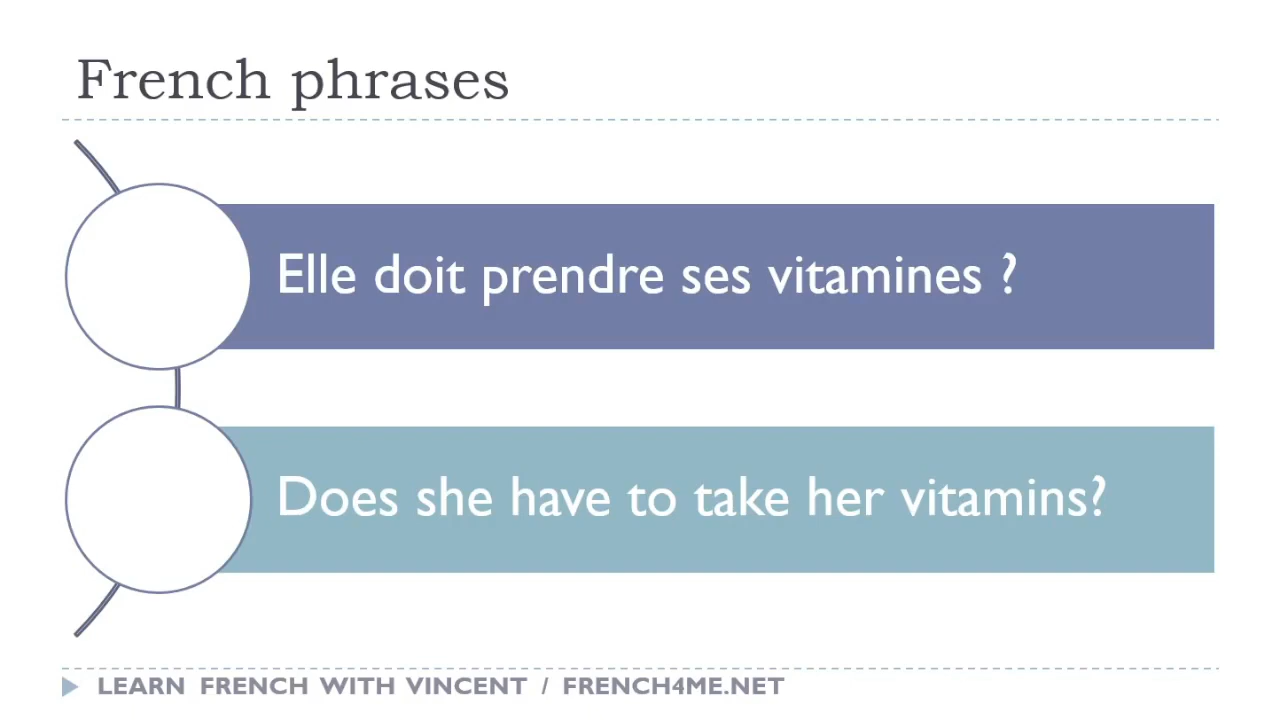 French phrases
Elle doit prendre ses vitamines ?
Does she have to take her vitamins?
LEARN FRENCH WITH VINCENT / FRENCH4ME.NET